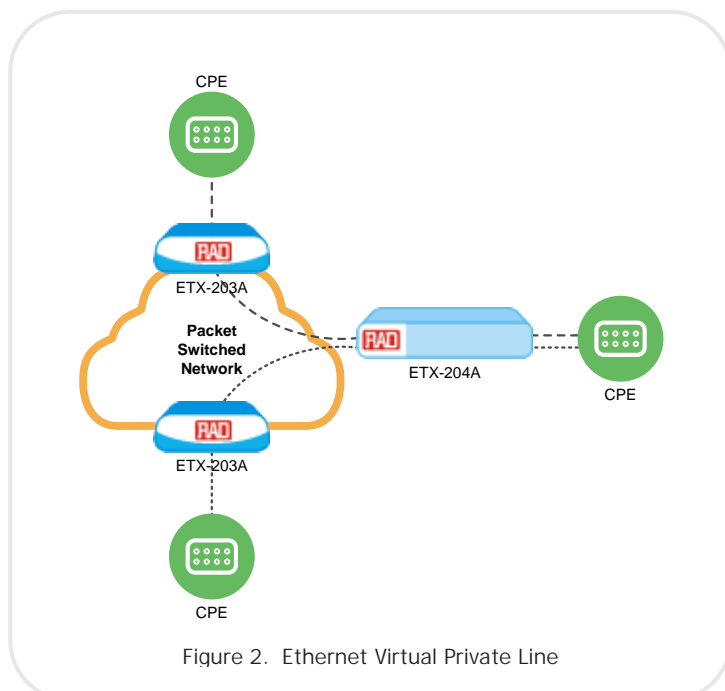 CPE
RAD
ETX-203A
Packet
Switched
Network
RAD
ETX-204A
CPE
RAD
ETX-203A
CPE
Figure 2. Ethernet Virtual Private Line